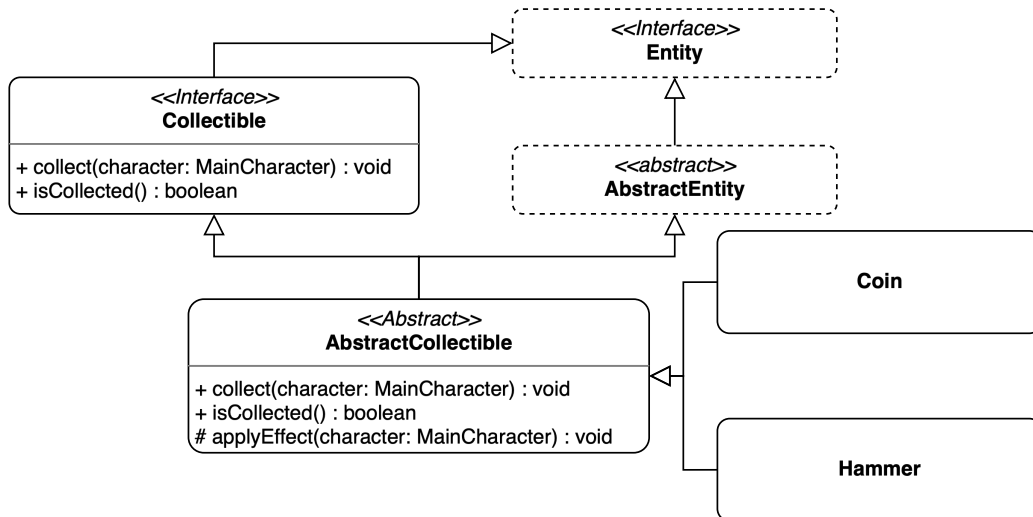 <<Interface>>
Entity
<<Interface>>
Collectible
+ collect(character: MainCharacter) : void
+ isCollected() : boolean
<<abstract>>
AbstractEntity
Coin
<<Abstract>>
AbstractCollectible
+ collect(character: MainCharacter) : void
+ isCollected() : boolean
# applyEffect(character: MainCharacter) : void
Hammer